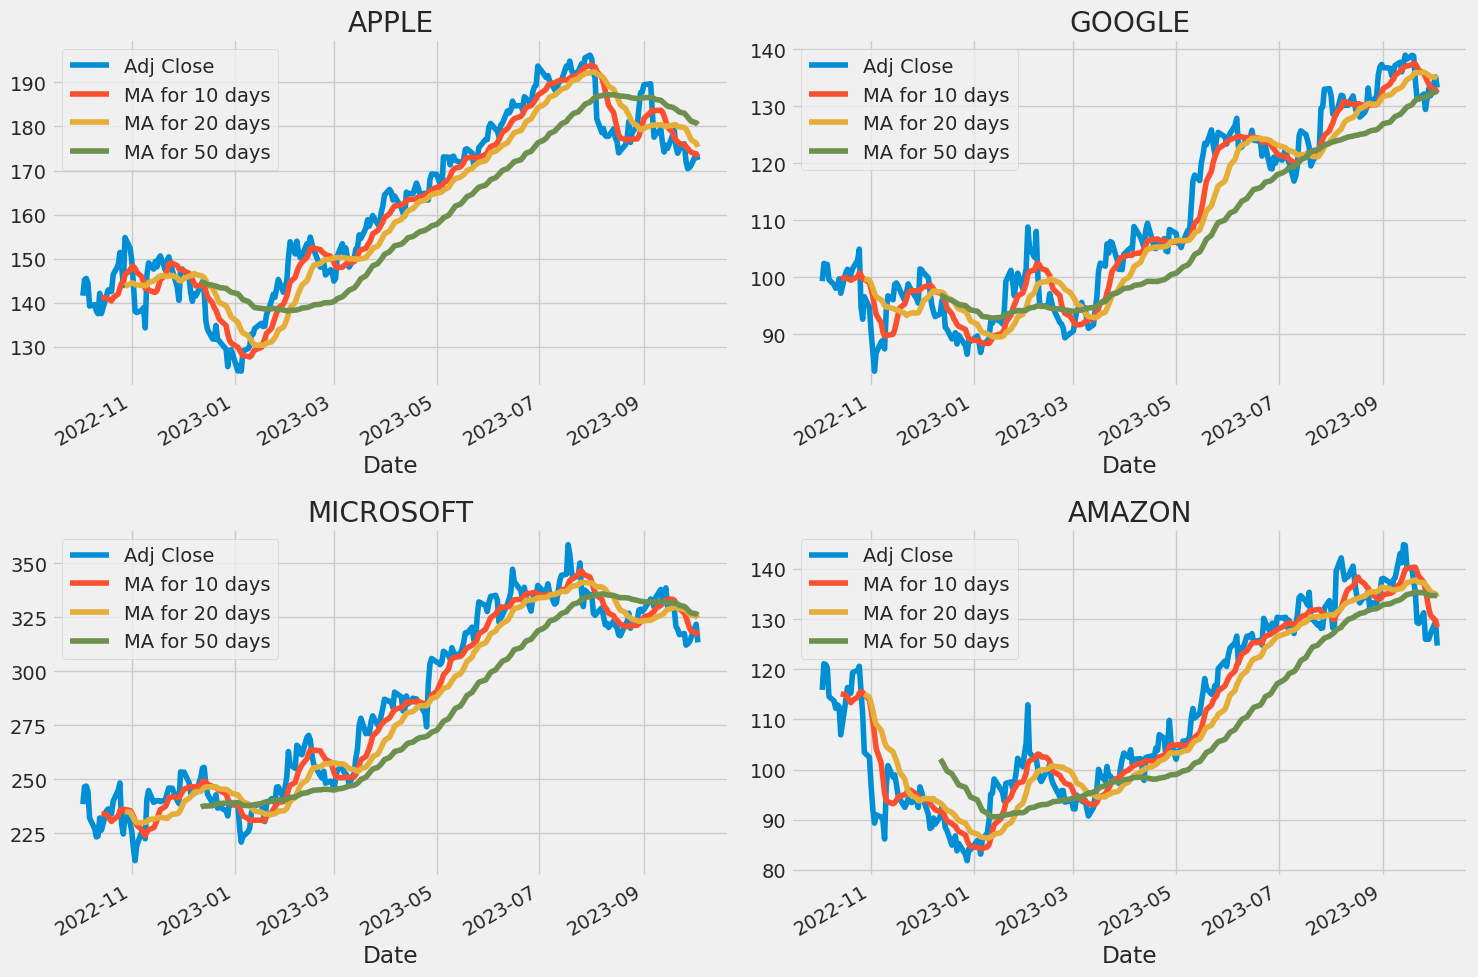 APPLE
Adj Close
MA for 10 days
MA for 20 days
MA for 50 days
190
180
170
160
150
140
130
2022-11
2023-01
2023-03
2023-05
2023-07
2023-09
Date
GOOGLE
Adj Close
MA for 10 days
MA for 20 days
MA for 50 days
140
130
120
110
100
90
2022-11
2023-01
2023-03
2023-05
2023-07
2023-09
Date
MICROSOFT
Adj Close
MA for 10 days
MA for 20 days
MA for 50 days
350
325
300
275
250
225
2022-11
2023-01
2023-03
2023-05
2023-07
2023-09
Date
AMAZON
Adj Close
MA for 10 days
MA for 20 days
MA for 50 days
140
130
120
110
100
90
80
2022-11
2023-01
2023-03
2023-05
2023-07
2023-09
Date